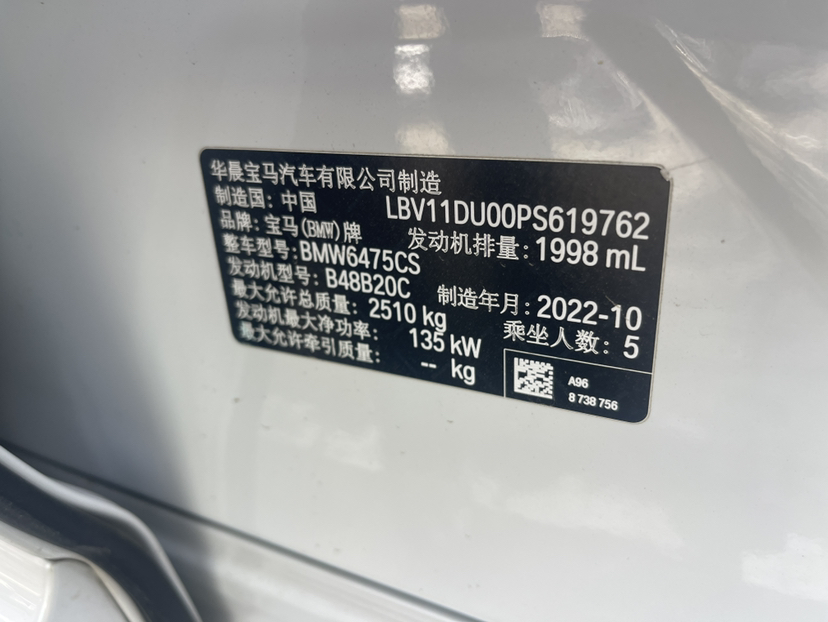 华晨宝马汽车有限公司制造
制造国: 中国 LBV11DU00PS619762
品牌: 宝马(BMW)牌 发动机排量: 1998 mL
整车型号: BMW6475CS
发动机型号: B48B20C 制造年月: 2022-10
最大允许总质量: 2510 kg 乘坐人数: 5
发动机最大净功率: 135 kW
最大允许牵引质量: -- kg
A96
8 738 756